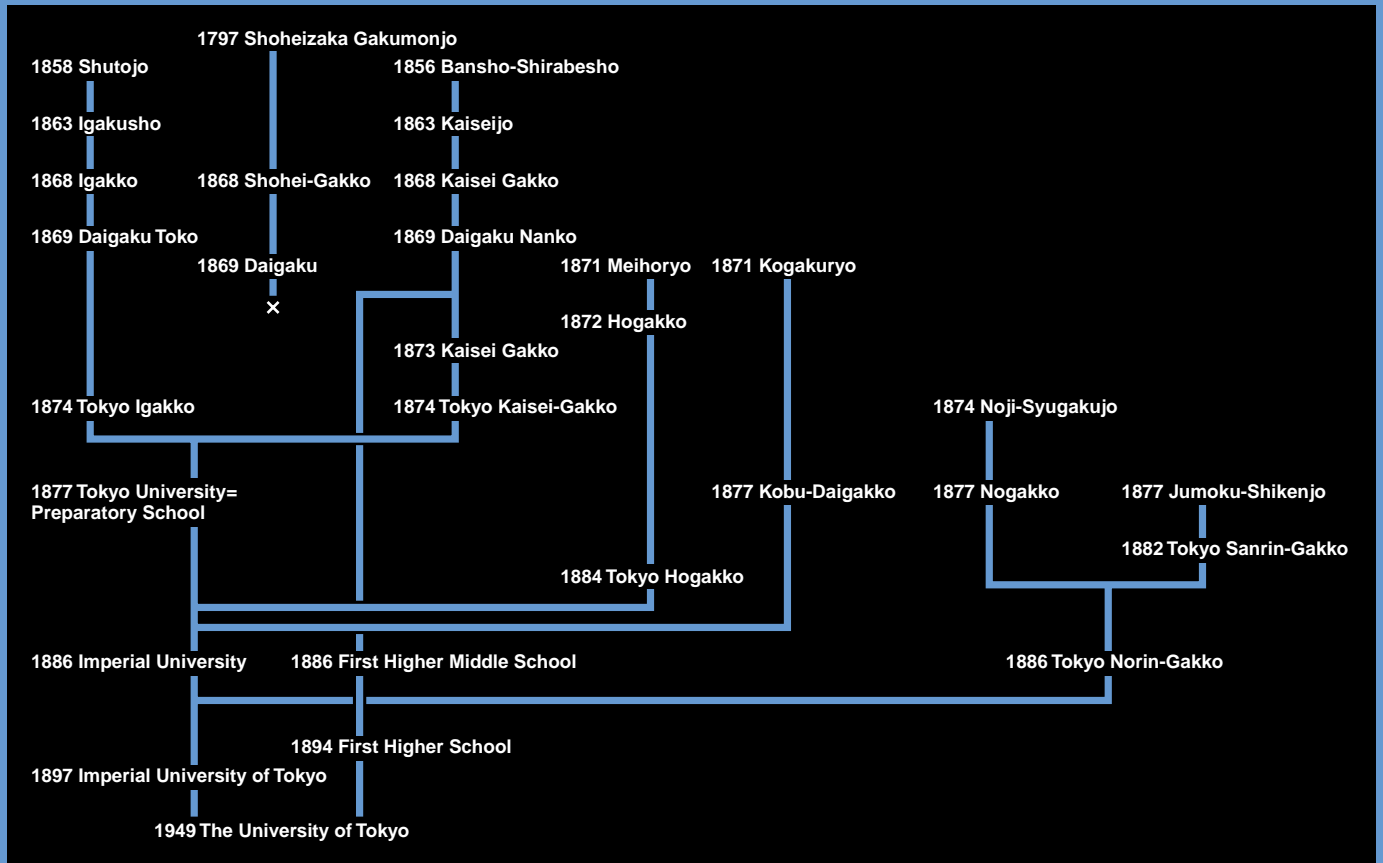 1797 Shoheizaka Gakumonjo
1858 Shutojo
1856 Bansho-Shirabesho
1863 Igakusho
1863 Kaiseijo
1868 Igakko
1868 Shohei-Gakko
1868 Kaisei Gakko
1869 Daigaku Toko
1869 Daigaku Nanko
1869 Daigaku
1871 Meihoryo
1871 Kogakuryo
×
1872 Hogakko
1873 Kaisei Gakko
1874 Tokyo Igakko
1874 Tokyo Kaisei-Gakko
1874 Noji-Syugakujo
1877 Tokyo University=
Preparatory School
1877 Kobu-Daigakko
1877 Nogakko
1877 Jumoku-Shikenjo
1882 Tokyo Sanrin-Gakko
1884 Tokyo Hogakko
1886 Imperial University
1886 First Higher Middle School
1886 Tokyo Norin-Gakko
1894 First Higher School
1897 Imperial University of Tokyo
1949 The University of Tokyo